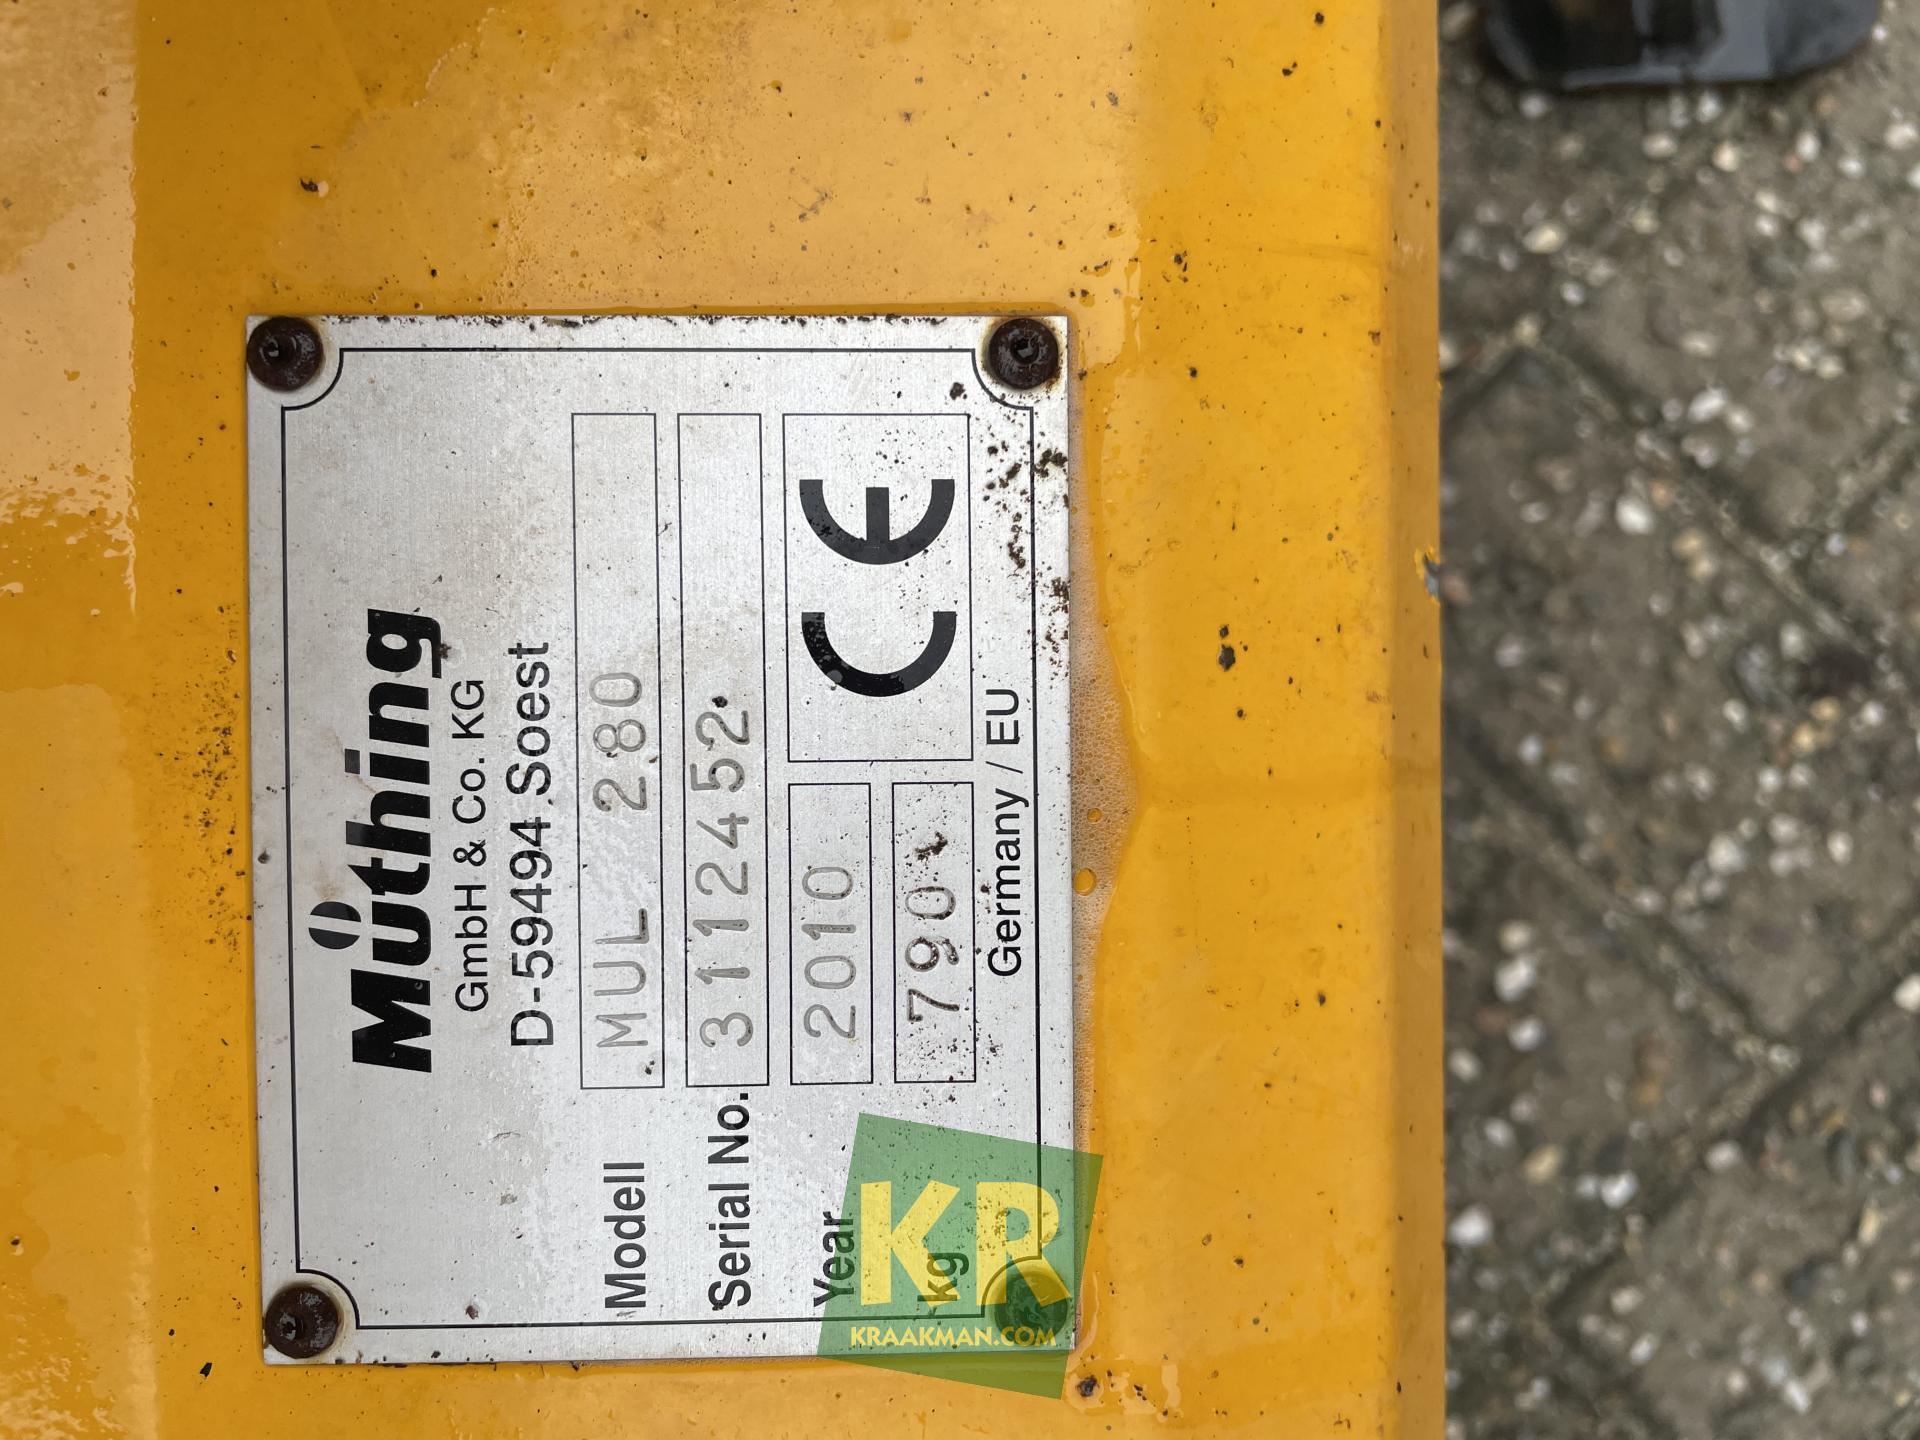 Müthing
GmbH & Co. KG
D-59494 Soest
Modell MUL 280
Serial No. 3112452
Year 2010
kg 790
CE
Germany / EU
KR
KRAAKMAN.COM